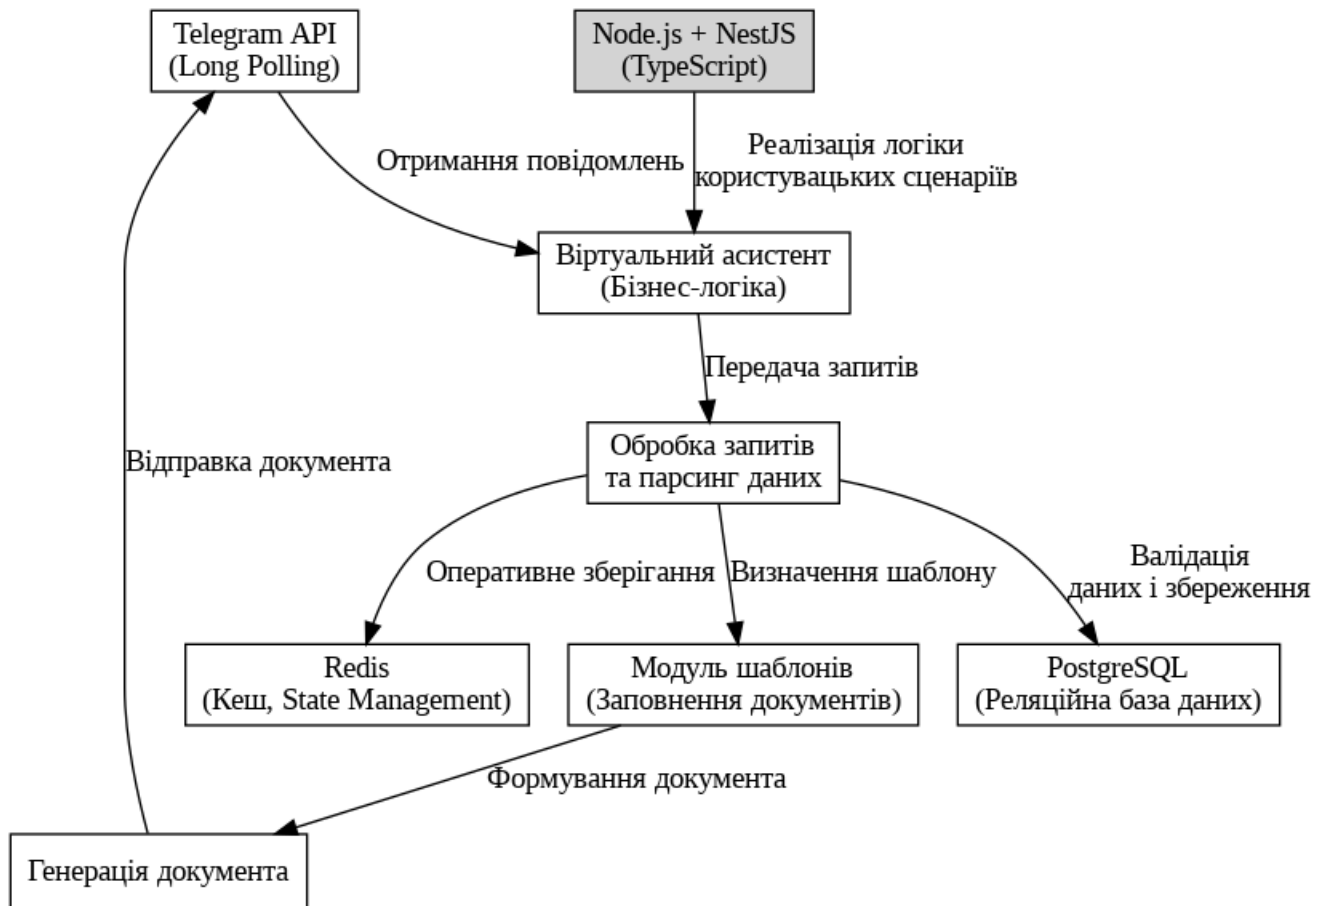 Telegram API
(Long Polling)
Node.js + NestJS
(TypeScript)
Отримання повідомлень
Реалізація логіки
користувацьких сценаріїв
Віртуальний асистент
(Бізнес-логіка)
Передача запитів
Відправка документа
Обробка запитів
та парсинг даних
Оперативне зберігання
Визначення шаблону
Валідація
даних і збереження
Redis
(Кеш, State Management)
Модуль шаблонів
(Заповнення документів)
PostgreSQL
(Реляційна база даних)
Формування документа
Генерація документа